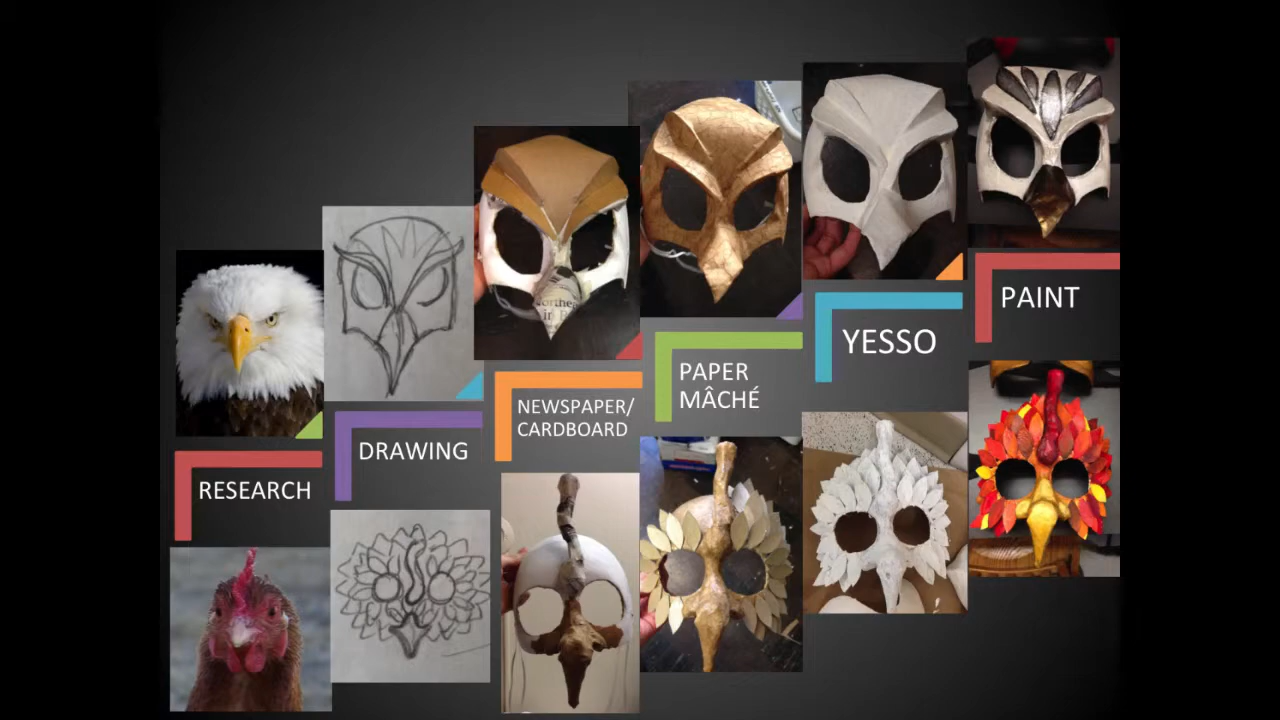 RESEARCH
DRAWING
NEWSPAPER/
CARDBOARD
PAPER
MÂCHÉ
YESSO
PAINT